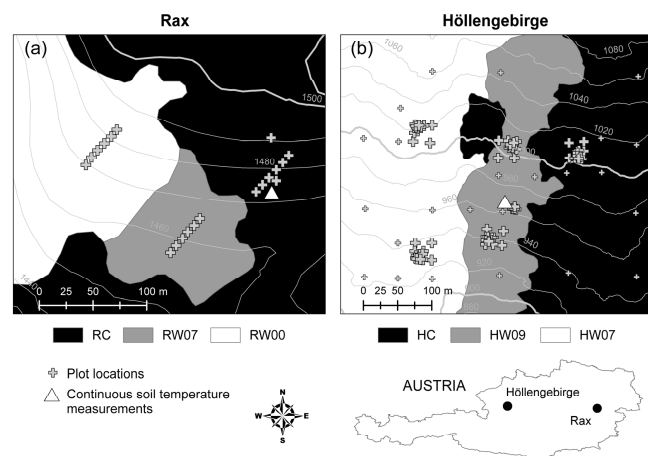 Rax
Höllengebirge
(a)
1500
1480
1460
0 25 50 100 m
(b)
1060
1080
1040
1020
960
940
920
900
880
0 25 50 100 m
RC RW07 RW00
HC HW09 HW07
Plot locations
Continuous soil temperature
measurements
N
W E
S
AUSTRIA
Höllengebirge
Rax